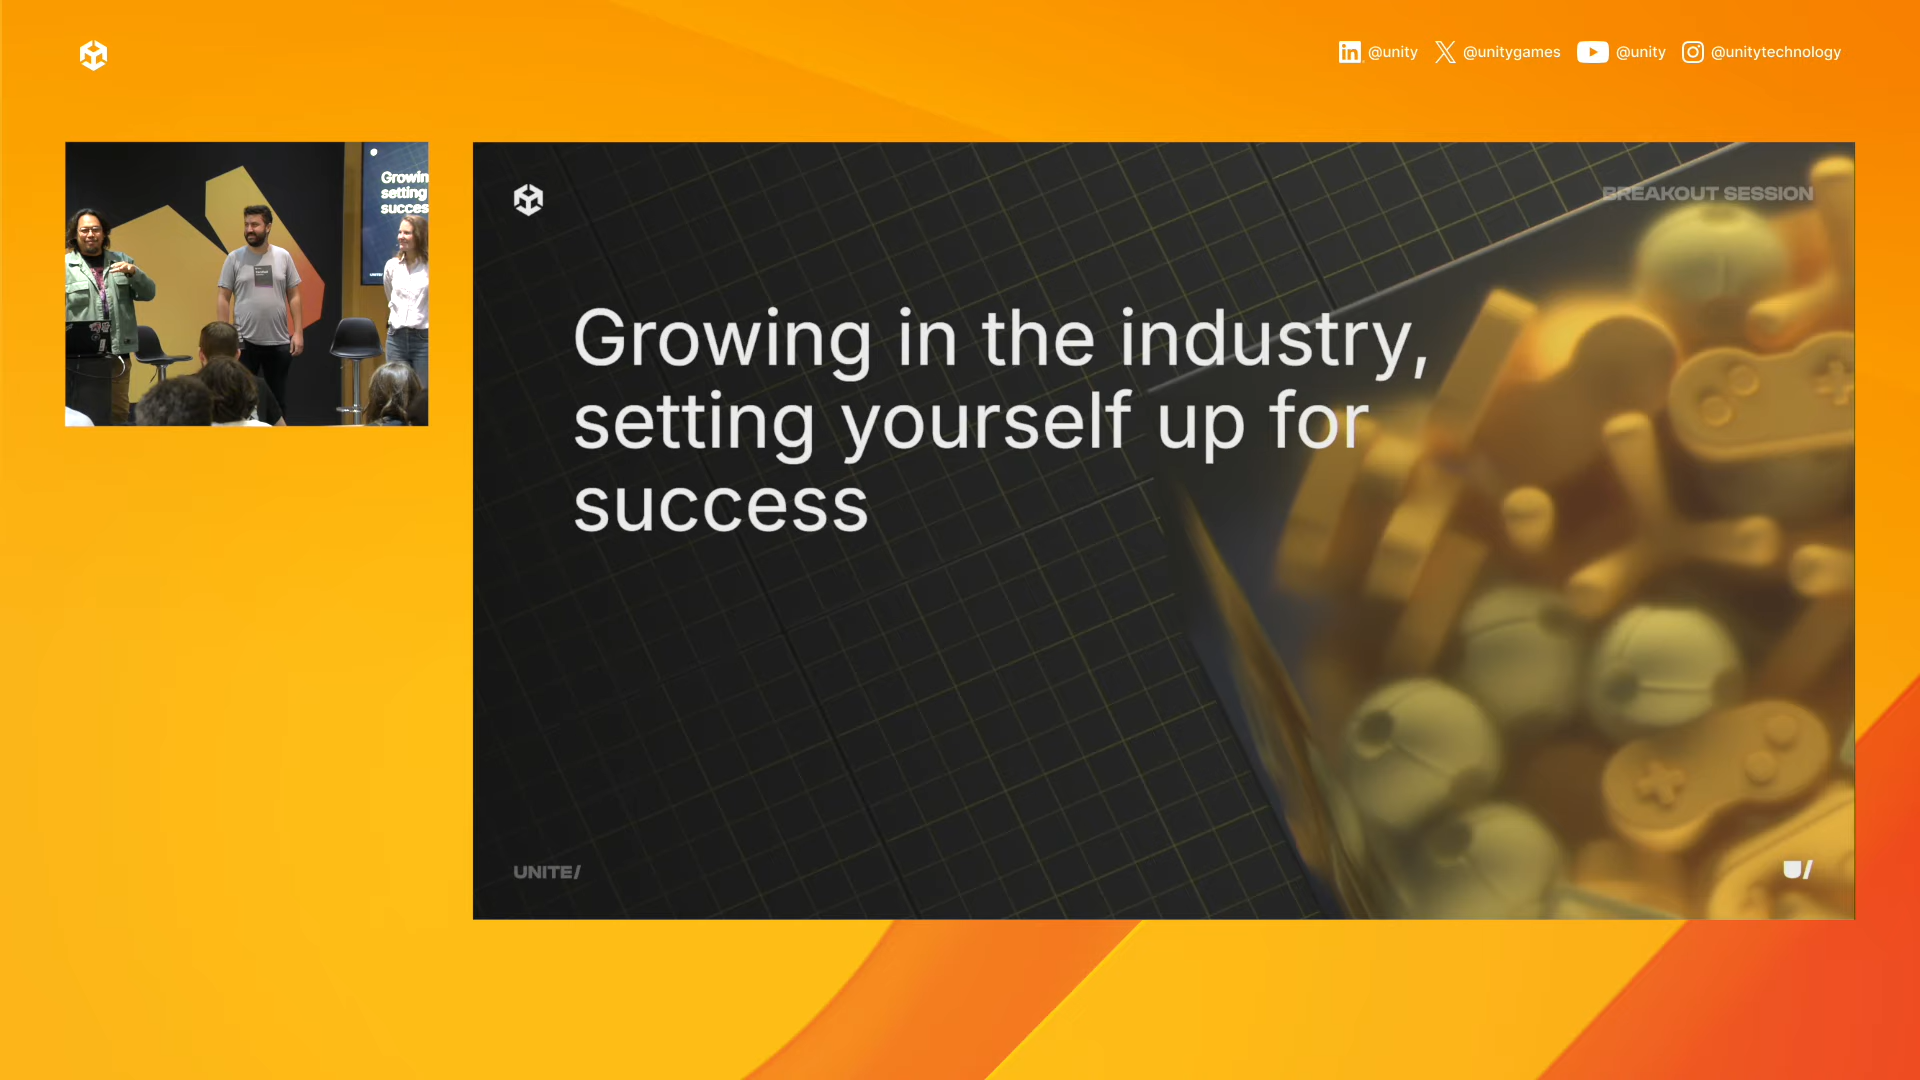 @unity @unitygames @unity @unitytechnology
Growin
setting
succes
BREAKOUT SESSION
Growing in the industry,
setting yourself up for
success
UNITE/
U/